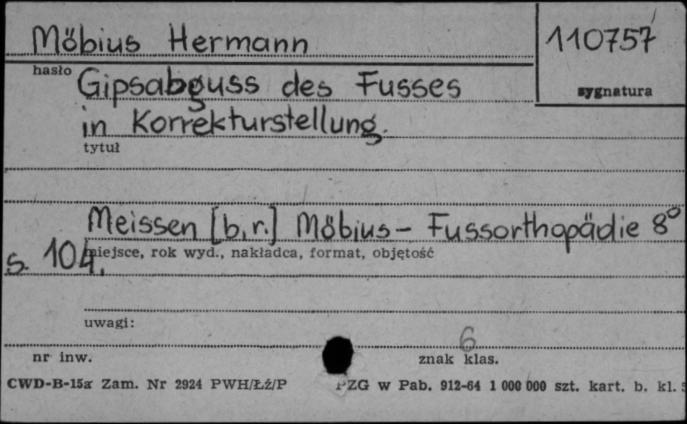 Möbius Hermann
110757
hasło
Gipsabguss des Fusses
sygnatura
in Korrekturstellung.
tytuł
Meissen [b.r.] Möbius - Fussorthopädie 8°
s. 104.
miejsce, rok wyd., nakładca, format, objętość
uwagi:
6
nr inw.
znak klas.
CWD-B-15a Zam. Nr 2924 PWH/Łź/P PZG w Pab. 912-64 1 000 000 szt. kart. b. kl. 5